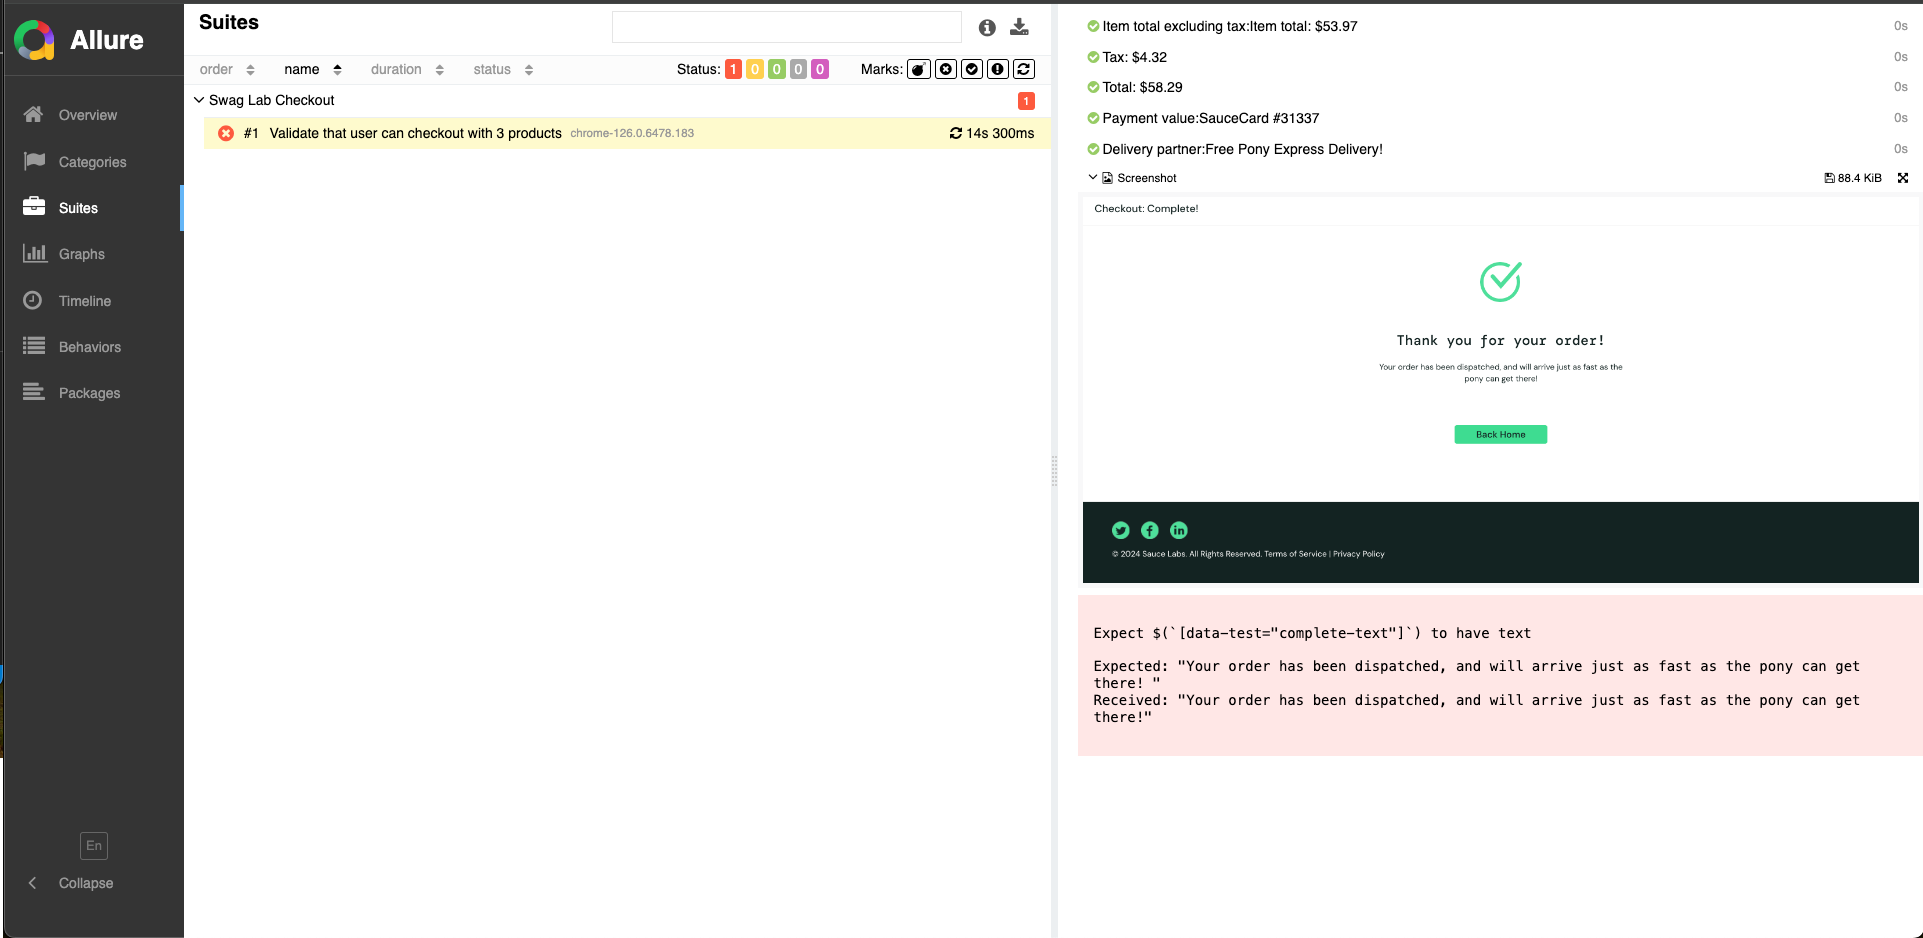 Allure
Overview
Categories
Suites
Graphs
Timeline
Behaviors
Packages
En
Collapse
Suites
order name duration status Status: 1 0 0 0 0 Marks:
Swag Lab Checkout 1
#1 Validate that user can checkout with 3 products chrome-126.0.6478.183 14s 300ms
Item total excluding tax:Item total: $53.97 0s
Tax: $4.32 0s
Total: $58.29 0s
Payment value:SauceCard #31337 0s
Delivery partner:Free Pony Express Delivery! 0s
Screenshot 88.4 KiB
Checkout: Complete!
Thank you for your order!
Your order has been dispatched, and will arrive just as fast as the
pony can get there!
Back Home
© 2024 Sauce Labs. All Rights Reserved. Terms of Service | Privacy Policy
Expect $(`[data-test="complete-text"]`) to have text
Expected: "Your order has been dispatched, and will arrive just as fast as the pony can get
there! "
Received: "Your order has been dispatched, and will arrive just as fast as the pony can get
there!"